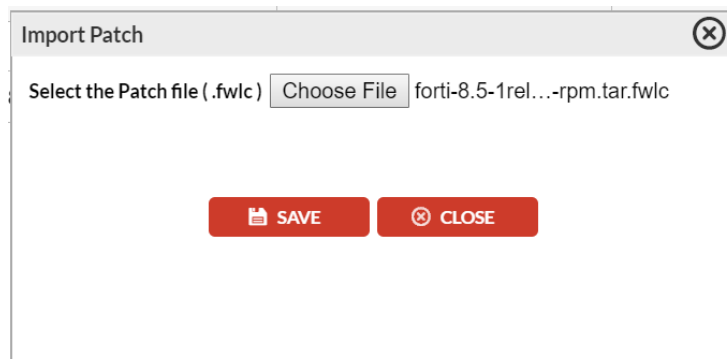 Import Patch
Select the Patch file ( .fwlc ) Choose File forti-8.5-1rel…-rpm.tar.fwlc
SAVE CLOSE